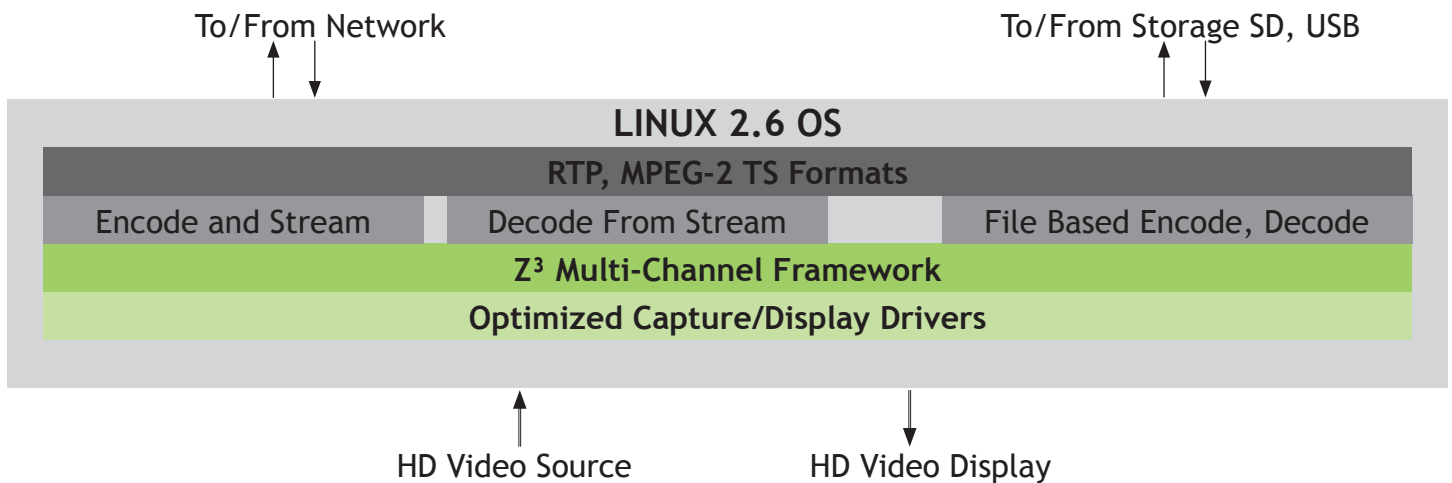 To/From Network
To/From Storage SD, USB
LINUX 2.6 OS
RTP, MPEG-2 TS Formats
Encode and Stream
Decode From Stream
File Based Encode, Decode
Z³ Multi-Channel Framework
Optimized Capture/Display Drivers
HD Video Source
HD Video Display